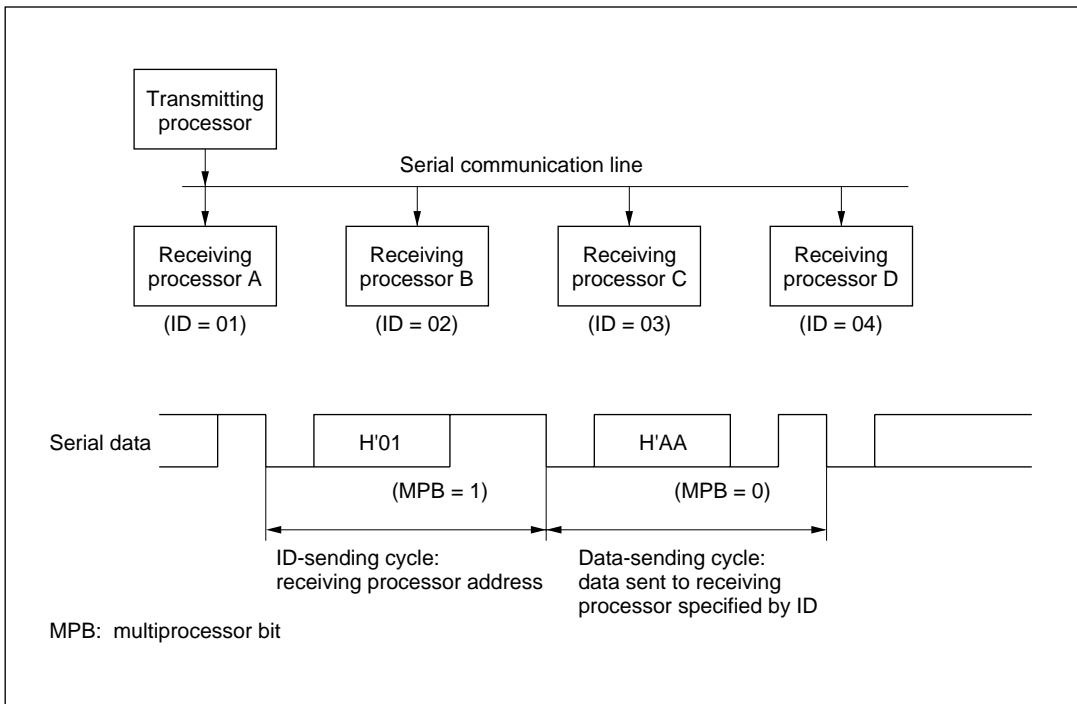 Transmitting
processor
Serial communication line
Receiving
processor A
Receiving
processor B
Receiving
processor C
Receiving
processor D
(ID = 01)
(ID = 02)
(ID = 03)
(ID = 04)
Serial data
H'01
H'AA
(MPB = 1)
(MPB = 0)
ID-sending cycle:
receiving processor address
Data-sending cycle:
data sent to receiving
processor specified by ID
MPB: multiprocessor bit